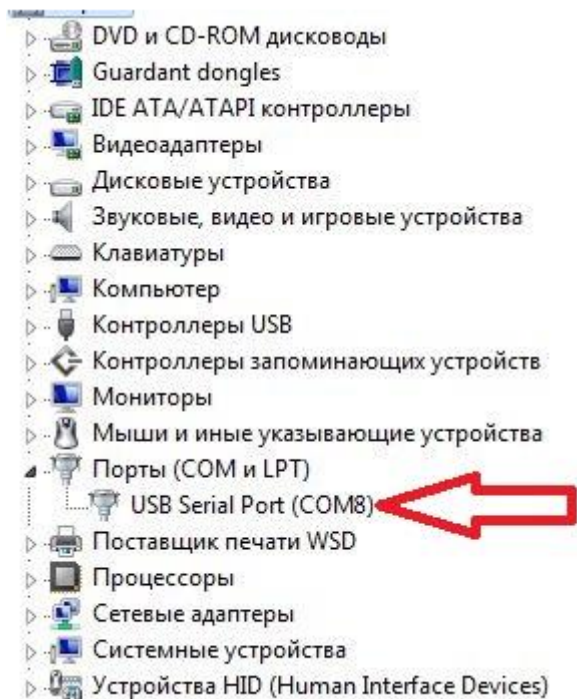 DVD и CD-ROM дисководы
Guardant dongles
IDE ATA/ATAPI контроллеры
Видеоадаптеры
Дисковые устройства
Звуковые, видео и игровые устройства
Клавиатуры
Компьютер
Контроллеры USB
Контроллеры запоминающих устройств
Мониторы
Мыши и иные указывающие устройства
Порты (COM и LPT)
USB Serial Port (COM8)
Поставщик печати WSD
Процессоры
Сетевые адаптеры
Системные устройства
Устройства HID (Human Interface Devices)